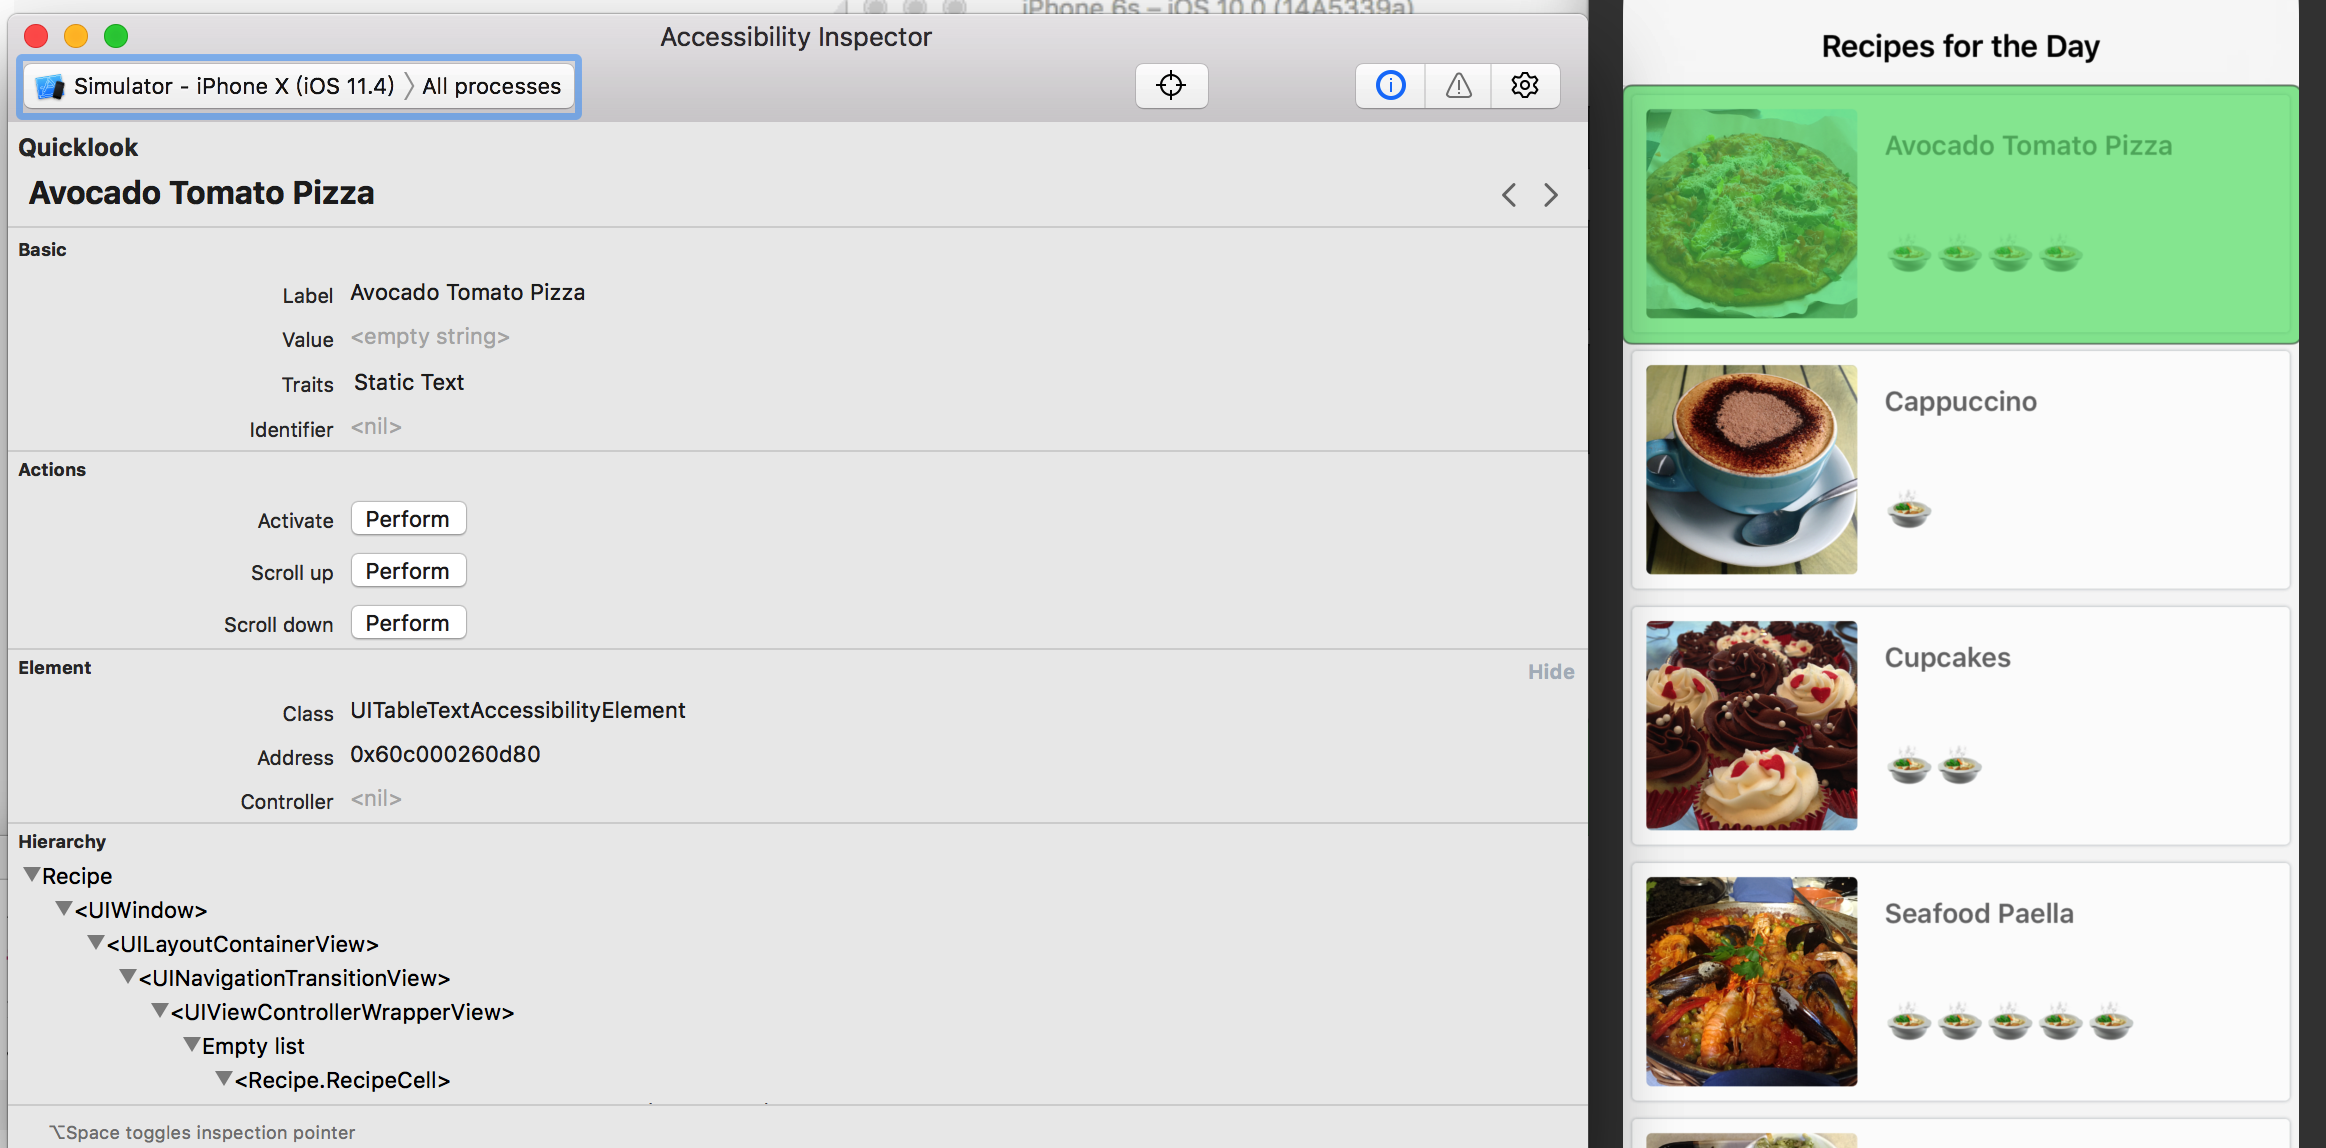 iPhone 6s – iOS 10.0 (14A5339a)
Accessibility Inspector
Simulator - iPhone X (iOS 11.4) 〉All processes
Quicklook
Avocado Tomato Pizza
Basic
Label Avocado Tomato Pizza
Value <empty string>
Traits Static Text
Identifier <nil>
Actions
Activate Perform
Scroll up Perform
Scroll down Perform
Element Hide
Class UITableTextAccessibilityElement
Address 0x60c000260d80
Controller <nil>
Hierarchy
Recipe
<UIWindow>
<UILayoutContainerView>
<UINavigationTransitionView>
<UIViewControllerWrapperView>
Empty list
<Recipe.RecipeCell>
⌥Space toggles inspection pointer
Recipes for the Day
Avocado Tomato Pizza
Cappuccino
Cupcakes
Seafood Paella